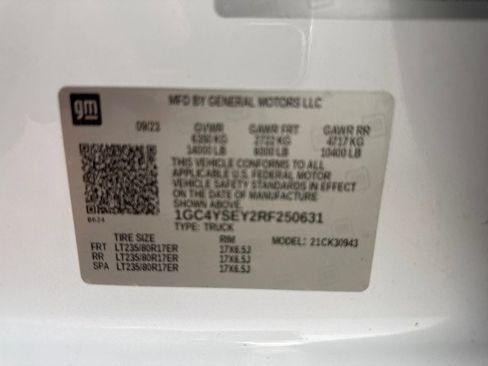 gm
MFD BY GENERAL MOTORS LLC
09/23 GVWR GAWR FRT GAWR RR
6350 KG 2722 KG 4717 KG
14000 LB 6000 LB 10400 LB
THIS VEHICLE CONFORMS TO ALL
APPLICABLE U.S. FEDERAL MOTOR
VEHICLE SAFETY STANDARDS IN EFFECT
ON THE DATE OF MANUFACTURE
SHOWN ABOVE.
1GC4YSEY2RF250631
TYPE: TRUCK
TIRE SIZE RIM MODEL: 21CK30943
FRT LT235/80R17ER 17X6.5J
RR LT235/80R17ER 17X6.5J
SPA LT235/80R17ER 17X6.5J